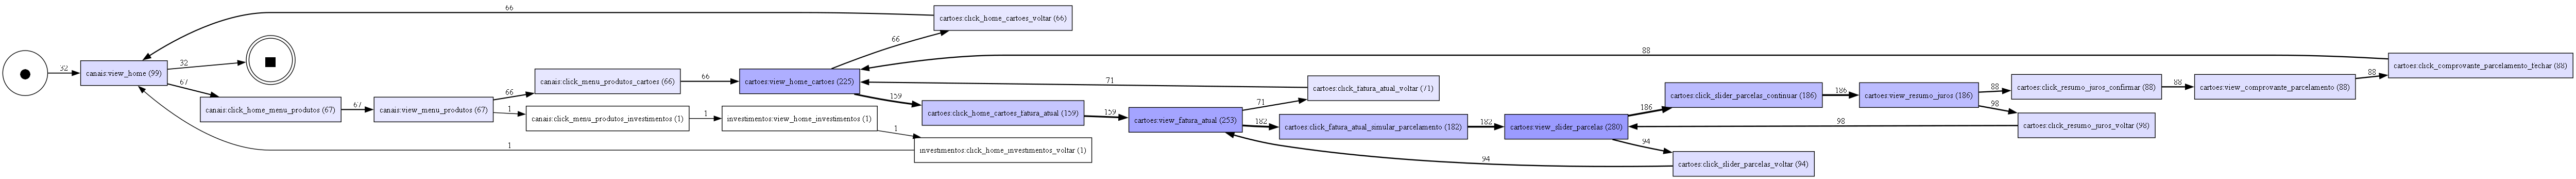 66
cartoes:click_home_cartoes_voltar (66)
32
canais:view_home (99)
32
67
canais:click_home_menu_produtos (67)
67
canais:view_menu_produtos (67)
66
canais:click_menu_produtos_cartoes (66)
66
1
canais:click_menu_produtos_investimentos (1)
1
investimentos:view_home_investimentos (1)
1
investimentos:click_home_investimentos_voltar (1)
1
cartoes:view_home_cartoes (225)
66
159
cartoes:click_home_cartoes_fatura_atual (159)
159
cartoes:view_fatura_atual (253)
71
cartoes:click_fatura_atual_voltar (71)
71
182
cartoes:click_fatura_atual_simular_parcelamento (182)
182
cartoes:view_slider_parcelas (280)
186
cartoes:click_slider_parcelas_continuar (186)
186
94
cartoes:click_slider_parcelas_voltar (94)
94
cartoes:view_resumo_juros (186)
88
cartoes:click_resumo_juros_confirmar (88)
88
98
cartoes:click_resumo_juros_voltar (98)
98
cartoes:view_comprovante_parcelamento (88)
88
cartoes:click_comprovante_parcelamento_fechar (88)
88